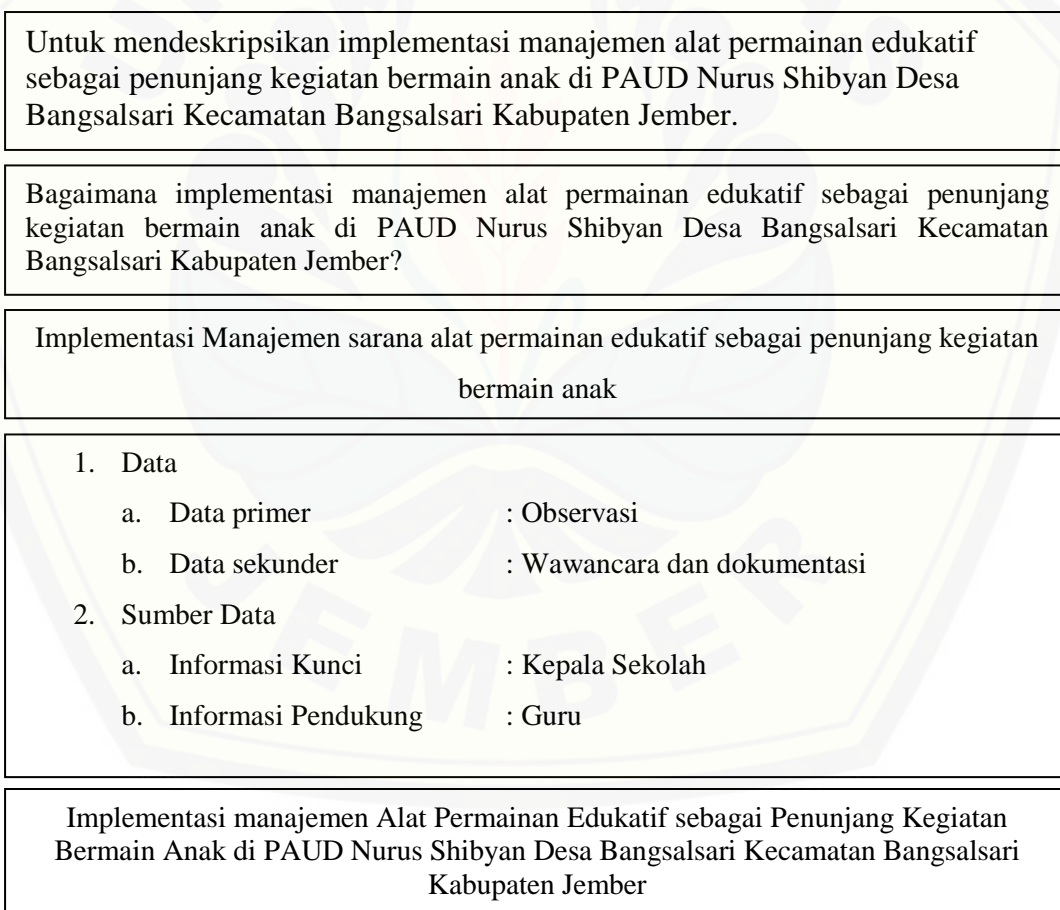 Untuk mendeskripsikan implementasi manajemen alat permainan edukatif
sebagai penunjang kegiatan bermain anak di PAUD Nurus Shibyan Desa
Bangsalsari Kecamatan Bangsalsari Kabupaten Jember.
Bagaimana implementasi manajemen alat permainan edukatif sebagai penunjang
kegiatan bermain anak di PAUD Nurus Shibyan Desa Bangsalsari Kecamatan
Bangsalsari Kabupaten Jember?
Implementasi Manajemen sarana alat permainan edukatif sebagai penunjang kegiatan
bermain anak
1. Data
a. Data primer : Observasi
b. Data sekunder : Wawancara dan dokumentasi
2. Sumber Data
a. Informasi Kunci : Kepala Sekolah
b. Informasi Pendukung : Guru
JEMBER
Implementasi manajemen Alat Permainan Edukatif sebagai Penunjang Kegiatan
Bermain Anak di PAUD Nurus Shibyan Desa Bangsalsari Kecamatan Bangsalsari
Kabupaten Jember